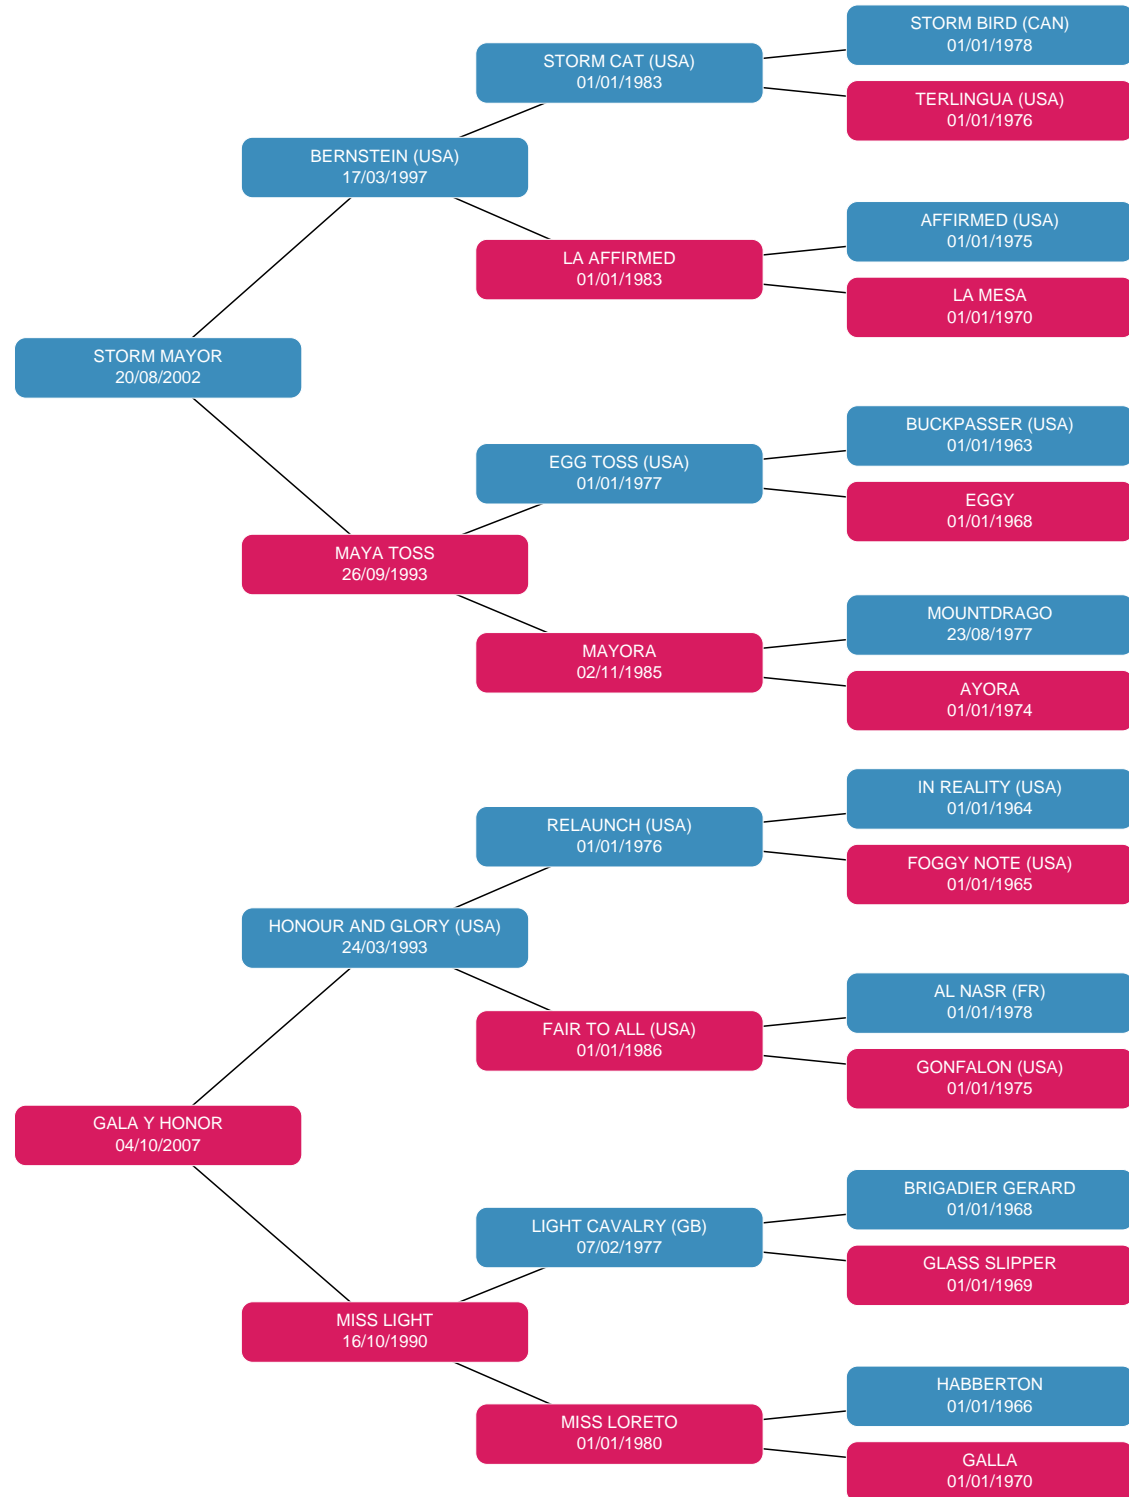 STORM BIRD (CAN)
01/01/1978
STORM CAT (USA)
01/01/1983
TERLINGUA (USA)
01/01/1976
BERNSTEIN (USA)
17/03/1997
AFFIRMED (USA)
01/01/1975
LA AFFIRMED
01/01/1983
LA MESA
01/01/1970
STORM MAYOR
20/08/2002
BUCKPASSER (USA)
01/01/1963
EGG TOSS (USA)
01/01/1977
EGGY
01/01/1968
MAYA TOSS
26/09/1993
MOUNTDRAGO
23/08/1977
MAYORA
02/11/1985
AYORA
01/01/1974
IN REALITY (USA)
01/01/1964
RELAUNCH (USA)
01/01/1976
FOGGY NOTE (USA)
01/01/1965
HONOUR AND GLORY (USA)
24/03/1993
AL NASR (FR)
01/01/1978
FAIR TO ALL (USA)
01/01/1986
GONFALON (USA)
01/01/1975
GALA Y HONOR
04/10/2007
BRIGADIER GERARD
01/01/1968
LIGHT CAVALRY (GB)
07/02/1977
GLASS SLIPPER
01/01/1969
MISS LIGHT
16/10/1990
HABBERTON
01/01/1966
MISS LORETO
01/01/1980
GALLA
01/01/1970